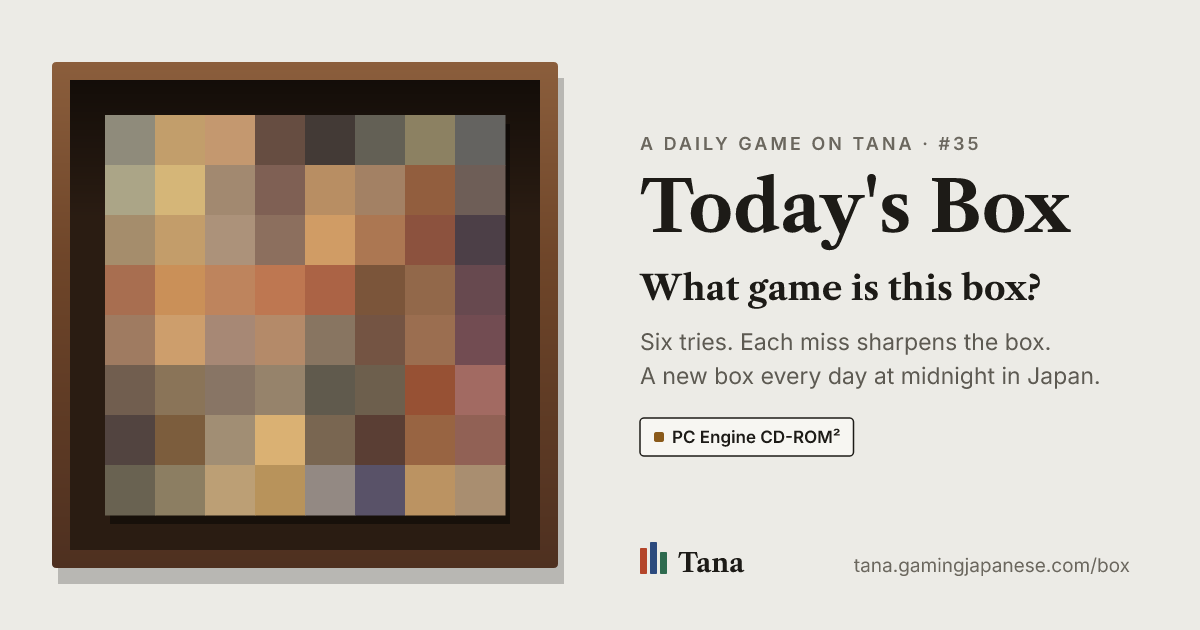 A DAILY GAME ON TANA · #35
Today's Box
What game is this box?
Six tries. Each miss sharpens the box.
A new box every day at midnight in Japan.
PC Engine CD-ROM²
Tana
tana.gamingjapanese.com/box